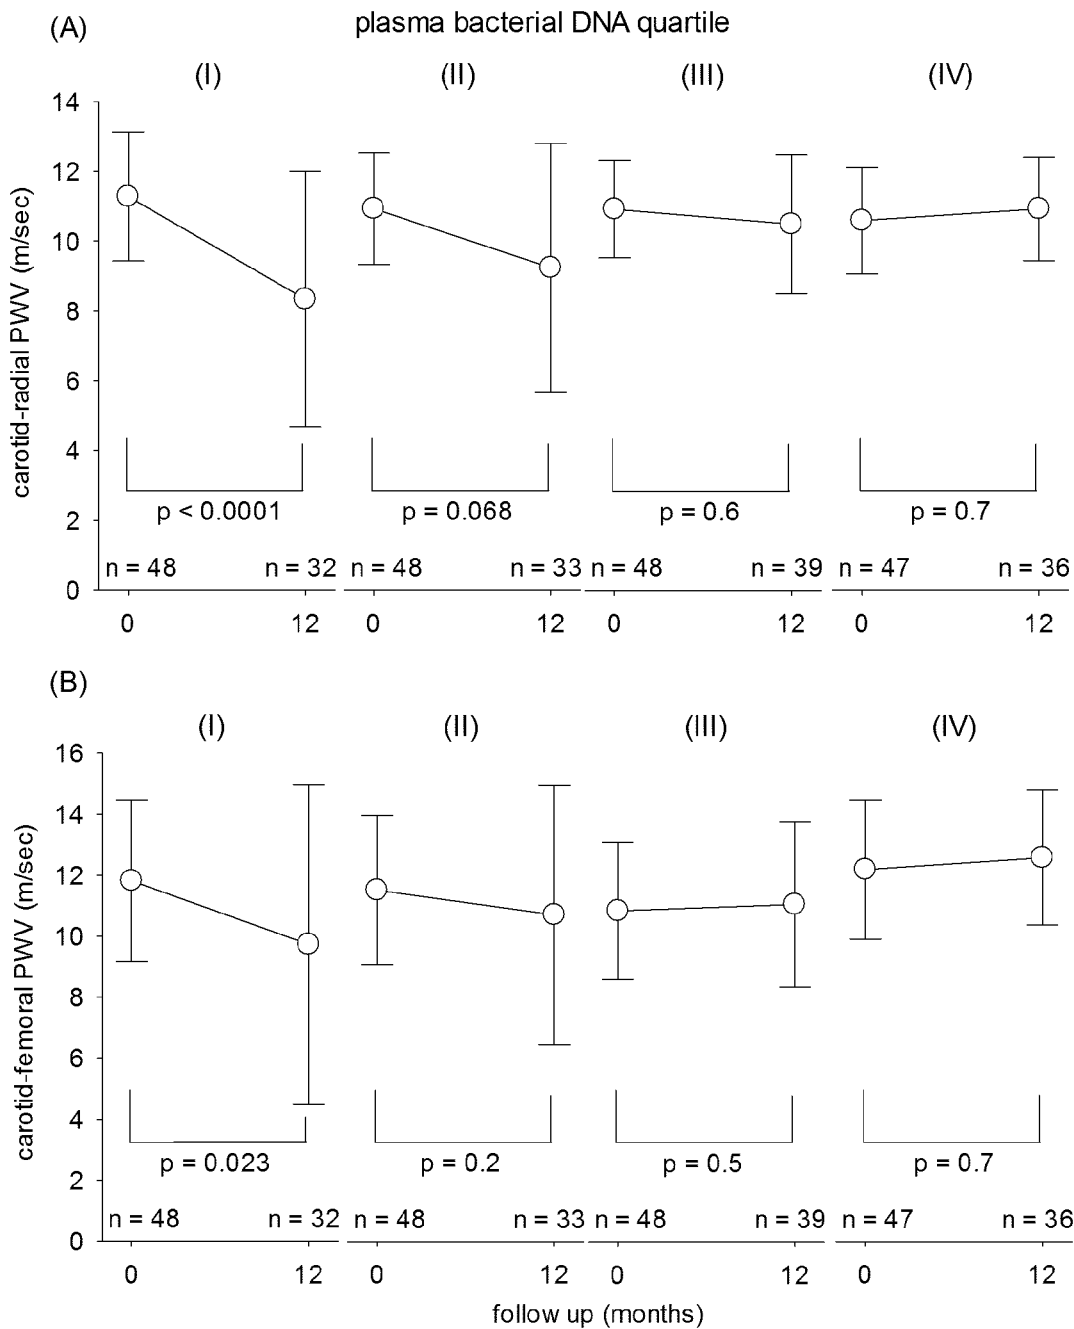 (A) plasma bacterial DNA quartile
(I) (II) (III) (IV)
14
12
10
8
6
4
2
0
carotid-radial PWV (m/sec)
p < 0.0001 p = 0.068 p = 0.6 p = 0.7
n = 48 n = 32 n = 48 n = 33 n = 48 n = 39 n = 47 n = 36
0 12 0 12 0 12 0 12
(B)
(I) (II) (III) (IV)
16
14
12
10
8
6
4
2
0
carotid-femoral PWV (m/sec)
p = 0.023 p = 0.2 p = 0.5 p = 0.7
n = 48 n = 32 n = 48 n = 33 n = 48 n = 39 n = 47 n = 36
0 12 0 12 0 12 0 12
follow up (months)